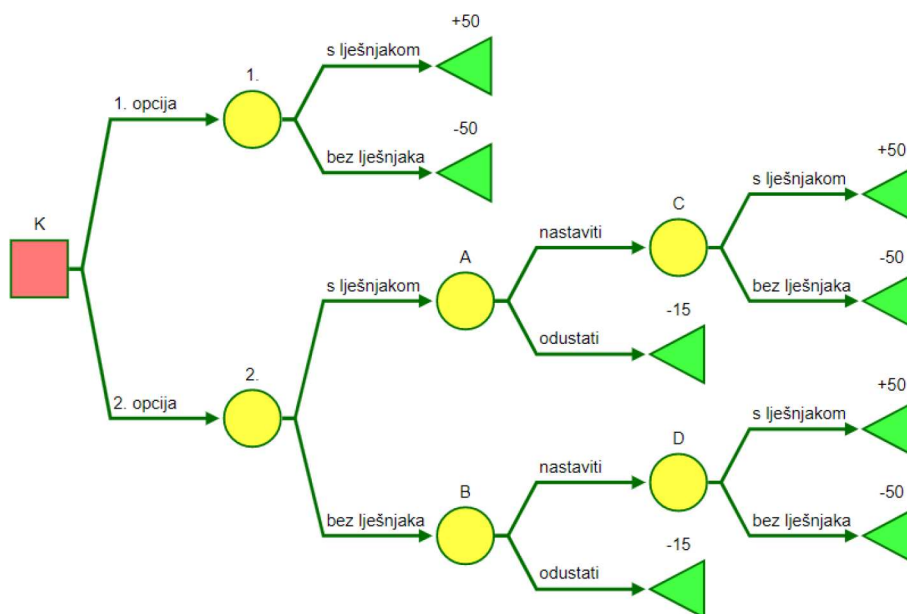 +50
1.
s lješnjakom
1. opcija
-50
bez lješnjaka
+50
s lješnjakom
K
C
nastaviti
A
-50
s lješnjakom
bez lješnjaka
-15
odustati
2.
+50
2. opcija
s lješnjakom
D
nastaviti
B
-50
bez lješnjaka
bez lješnjaka
-15
odustati